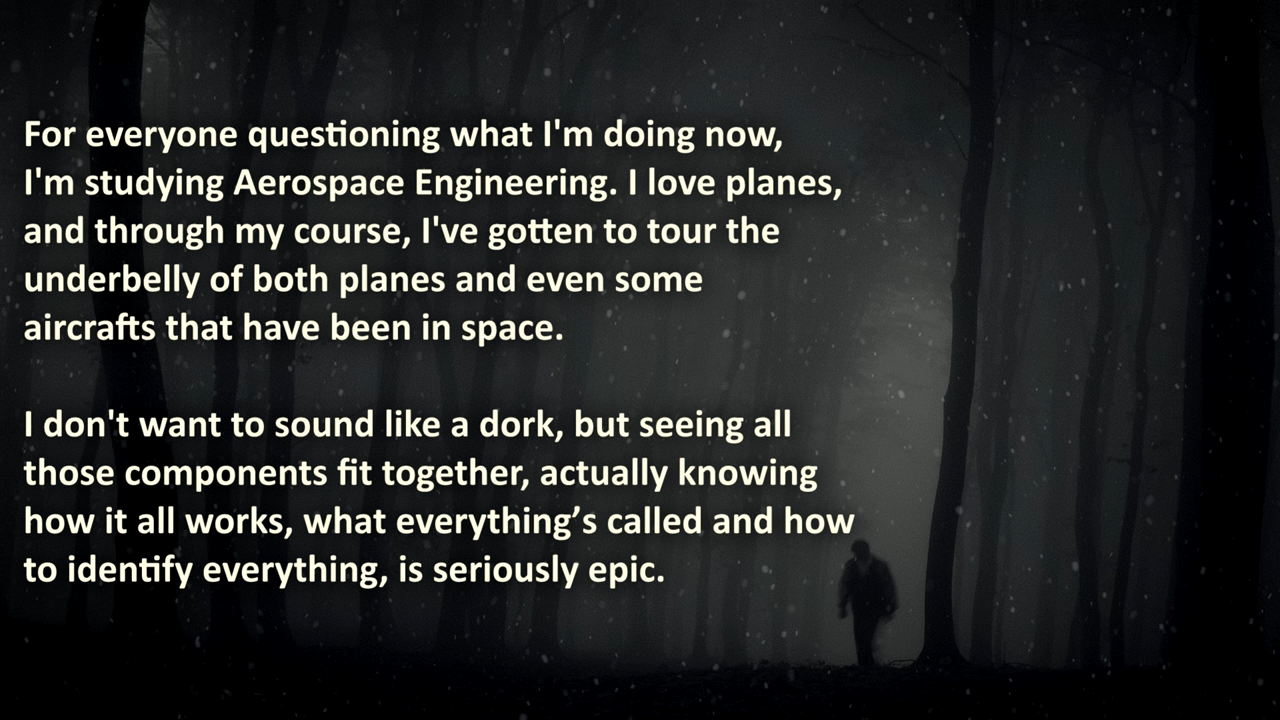 For everyone questioning what I'm doing now,
I'm studying Aerospace Engineering. I love planes,
and through my course, I've gotten to tour the
underbelly of both planes and even some
aircrafts that have been in space.
I don't want to sound like a dork, but seeing all
those components fit together, actually knowing
how it all works, what everything’s called and how
to identify everything, is seriously epic.